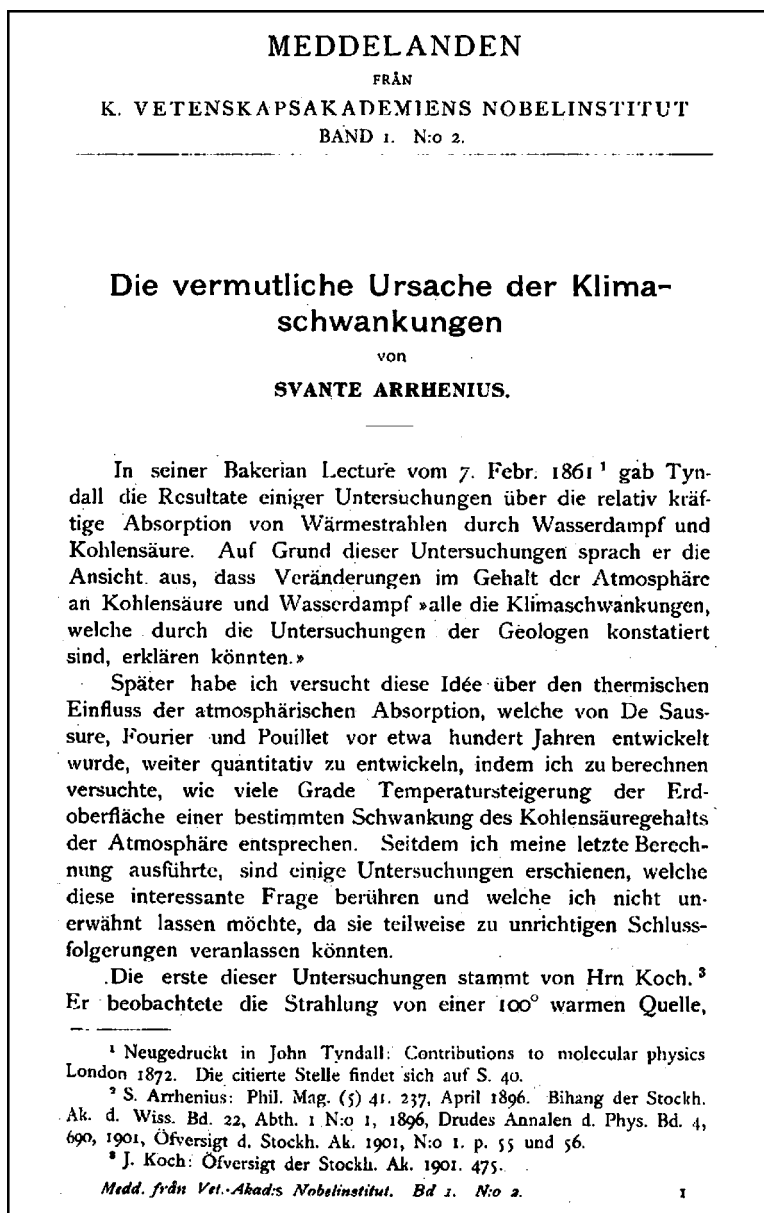 MEDDELANDEN
FRÅN
K. VETENSKAPSAKADEMIENS NOBELINSTITUT
BAND 1. N:o 2.
Die vermutliche Ursache der Klima-
schwankungen
von
SVANTE ARRHENIUS.
In seiner Bakerian Lecture vom 7. Febr. 1861 ¹ gab Tyn-
dall die Resultate einiger Untersuchungen über die relativ kräf-
tige Absorption von Wärmestrahlen durch Wasserdampf und
Kohlensäure. Auf Grund dieser Untersuchungen sprach er die
Ansicht aus, dass Veränderungen im Gehalt der Atmosphäre
an Kohlensäure und Wasserdampf »alle die Klimaschwankungen,
welche durch die Untersuchungen der Geologen konstatiert
sind, erklären könnten.»
Später habe ich versucht diese Idée über den thermischen
Einfluss der atmosphärischen Absorption, welche von De Saus-
sure, Fourier und Pouillet vor etwa hundert Jahren entwickelt
wurde, weiter quantitativ zu entwickeln, indem ich zu berechnen
versuchte, wie viele Grade Temperatursteigerung der Erd-
oberfläche einer bestimmten Schwankung des Kohlensäuregehalts
der Atmosphäre entsprechen. Seitdem ich meine letzte Berech-
nung ausführte, sind einige Untersuchungen erschienen, welche
diese interessante Frage berühren und welche ich nicht un-
erwähnt lassen möchte, da sie teilweise zu unrichtigen Schluss-
folgerungen veranlassen könnten.
Die erste dieser Untersuchungen stammt von Hrn Koch. ³
Er beobachtete die Strahlung von einer 100° warmen Quelle,
¹ Neugedruckt in John Tyndall: Contributions to molecular physics
London 1872. Die citierte Stelle findet sich auf S. 40.
² S. Arrhenius: Phil. Mag. (5) 41. 237, April 1896. Bihang der Stockh.
Ak. d. Wiss. Bd. 22, Abth. 1 N:o 1, 1896, Drudes Annalen d. Phys. Bd. 4,
690, 1901, Öfversigt d. Stockh. Ak. 1901, N:o 1. p. 55 und 56.
³ J. Koch: Öfversigt der Stockh. Ak. 1901. 475.
Medd. från Vet.-Akad:s Nobelinstitut. Bd 1. N:o 2. 1